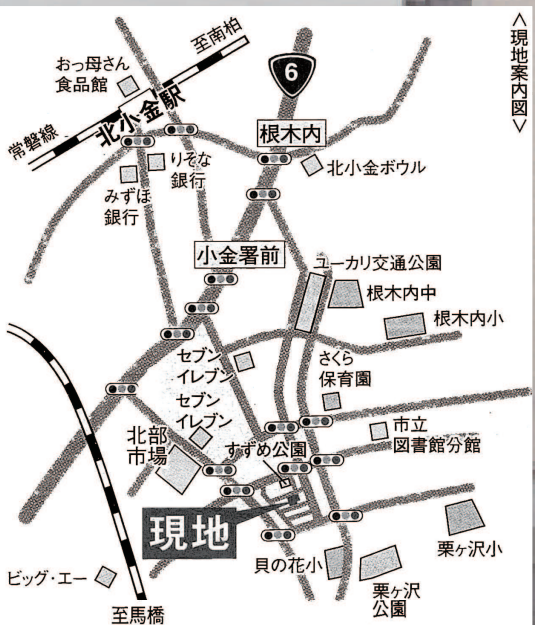 ＜現地案内図＞
至南柏
おっ母さん
食品館
6
北小金駅
常磐線
根木内
りそな
銀行
北小金ボウル
みずほ
銀行
小金署前
ユーカリ交通公園
根木内中
根木内小
セブン
イレブン
さくら
保育園
セブン
イレブン
北部
市場
すずめ公園
市立
図書館分館
現地
栗ヶ沢小
貝の花小
ビッグ・エー
栗ヶ沢
公園
至馬橋